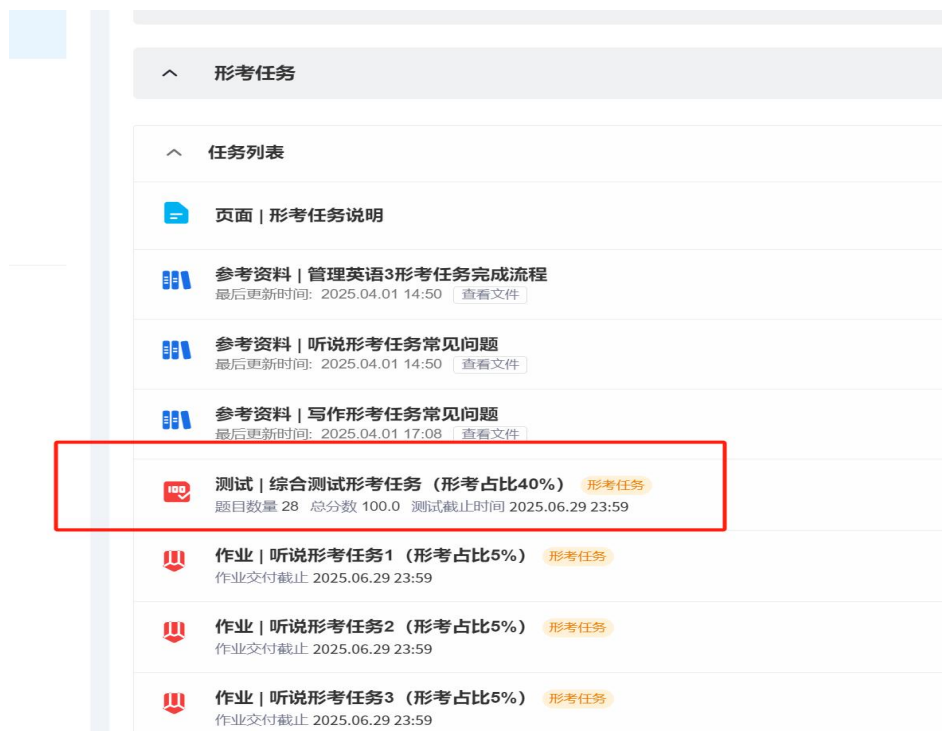 形考任务
任务列表
页面 | 形考任务说明
参考资料 | 管理英语3形考任务完成流程
最后更新时间: 2025.04.01 14:50 查看文件
参考资料 | 听说形考任务常见问题
最后更新时间: 2025.04.01 14:50 查看文件
参考资料 | 写作形考任务常见问题
最后更新时间: 2025.04.01 17:08 查看文件
100
测试 | 综合测试形考任务（形考占比40%） 形考任务
题目数量 28 总分数 100.0 测试截止时间 2025.06.29 23:59
作业 | 听说形考任务1（形考占比5%） 形考任务
作业交付截止 2025.06.29 23:59
作业 | 听说形考任务2（形考占比5%） 形考任务
作业交付截止 2025.06.29 23:59
作业 | 听说形考任务3（形考占比5%） 形考任务
作业交付截止 2025.06.29 23:59